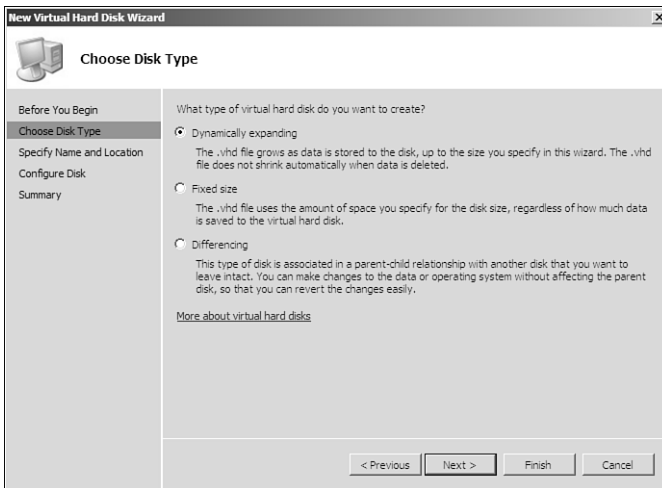 New Virtual Hard Disk Wizard
Choose Disk Type
Before You Begin
Choose Disk Type
Specify Name and Location
Configure Disk
Summary
What type of virtual hard disk do you want to create?
Dynamically expanding
The .vhd file grows as data is stored to the disk, up to the size you specify in this wizard. The .vhd
file does not shrink automatically when data is deleted.
Fixed size
The .vhd file uses the amount of space you specify for the disk size, regardless of how much data
is saved to the virtual hard disk.
Differencing
This type of disk is associated in a parent-child relationship with another disk that you want to
leave intact. You can make changes to the data or operating system without affecting the parent
disk, so that you can revert the changes easily.
More about virtual hard disks
< Previous
Next >
Finish
Cancel